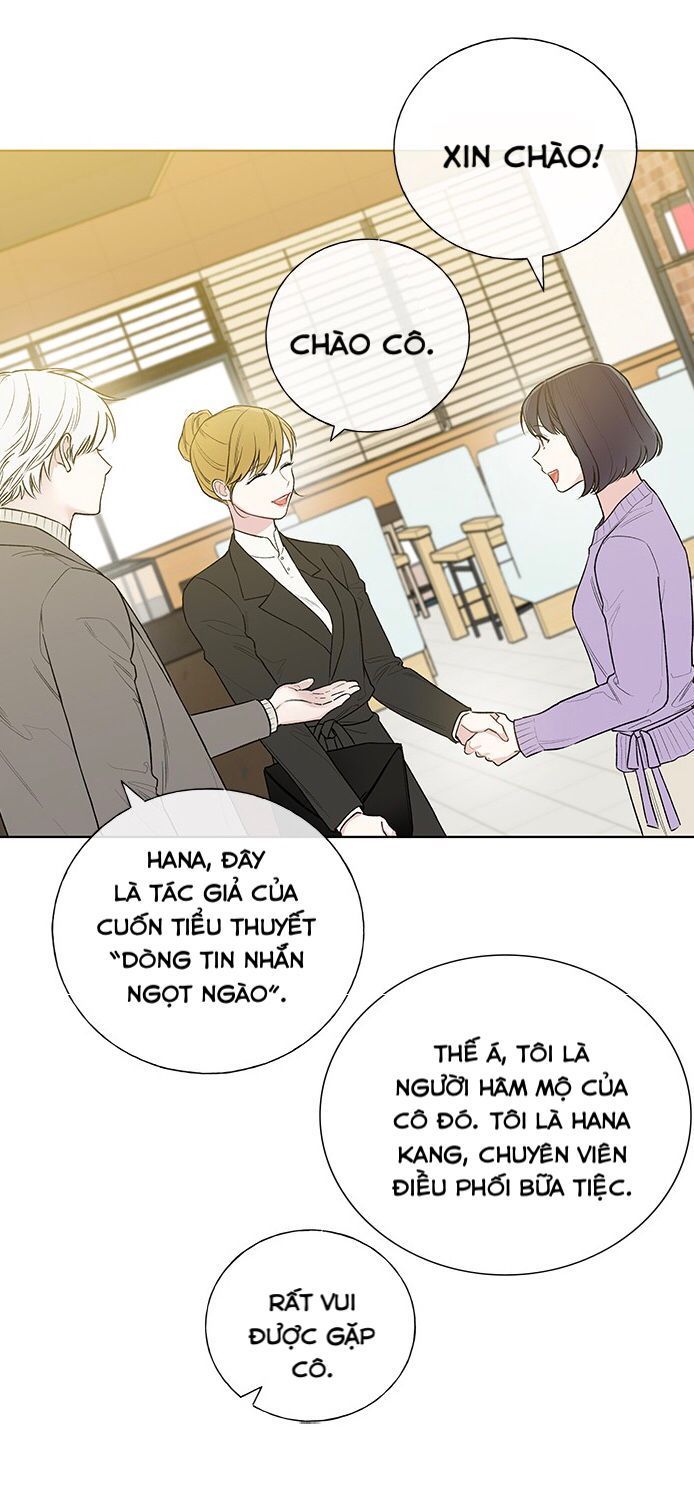 XIN CHÀO!
CHÀO CÔ.
HANA, ĐÂY
LÀ TÁC GIẢ CỦA
CUỐN TIỂU THUYẾT
“DÒNG TIN NHẮN
NGỌT NGÀO”.
THẾ Á, TÔI LÀ
NGƯỜI HÂM MỘ CỦA
CÔ ĐÓ. TÔI LÀ HANA
KANG, CHUYÊN VIÊN
ĐIỀU PHỐI BỮA TIỆC.
RẤT VUI
ĐƯỢC GẶP
CÔ.